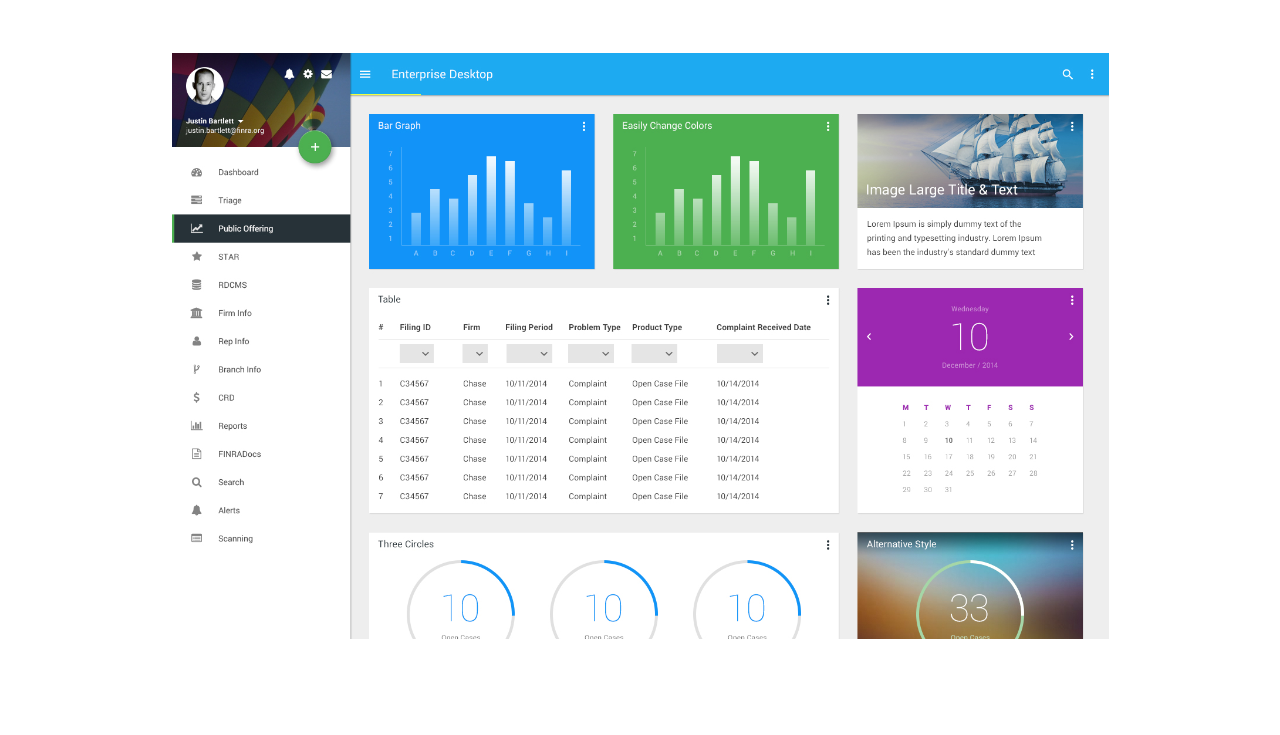 Justin Bartlett
justin.bartlett@finra.org
Dashboard
Triage
Public Offering
STAR
RDCMS
Firm Info
Rep Info
Branch Info
CRD
Reports
FINRADocs
Search
Alerts
Scanning
Enterprise Desktop
Bar Graph
7
6
5
4
3
2
1
A B C D E F G H I
Easily Change Colors
7
6
5
4
3
2
1
A B C D E F G H I
Image Large Title & Text
Lorem Ipsum is simply dummy text of the
printing and typesetting industry. Lorem Ipsum
has been the industry's standard dummy text
Table
# Filing ID Firm Filing Period Problem Type Product Type Complaint Received Date
1 C34567 Chase 10/11/2014 Complaint Open Case File 10/14/2014
2 C34567 Chase 10/11/2014 Complaint Open Case File 10/14/2014
3 C34567 Chase 10/11/2014 Complaint Open Case File 10/14/2014
4 C34567 Chase 10/11/2014 Complaint Open Case File 10/14/2014
5 C34567 Chase 10/11/2014 Complaint Open Case File 10/14/2014
6 C34567 Chase 10/11/2014 Complaint Open Case File 10/14/2014
7 C34567 Chase 10/11/2014 Complaint Open Case File 10/14/2014
Wednesday
10
December / 2014
M T W T F S S
1 2 3 4 5 6 7
8 9 10 11 12 13 14
15 16 17 18 19 20 21
22 23 24 25 26 27 28
29 30 31
Three Circles
10 10 10
Open Cases Open Cases Open Cases
Alternative Style
33
Open Cases